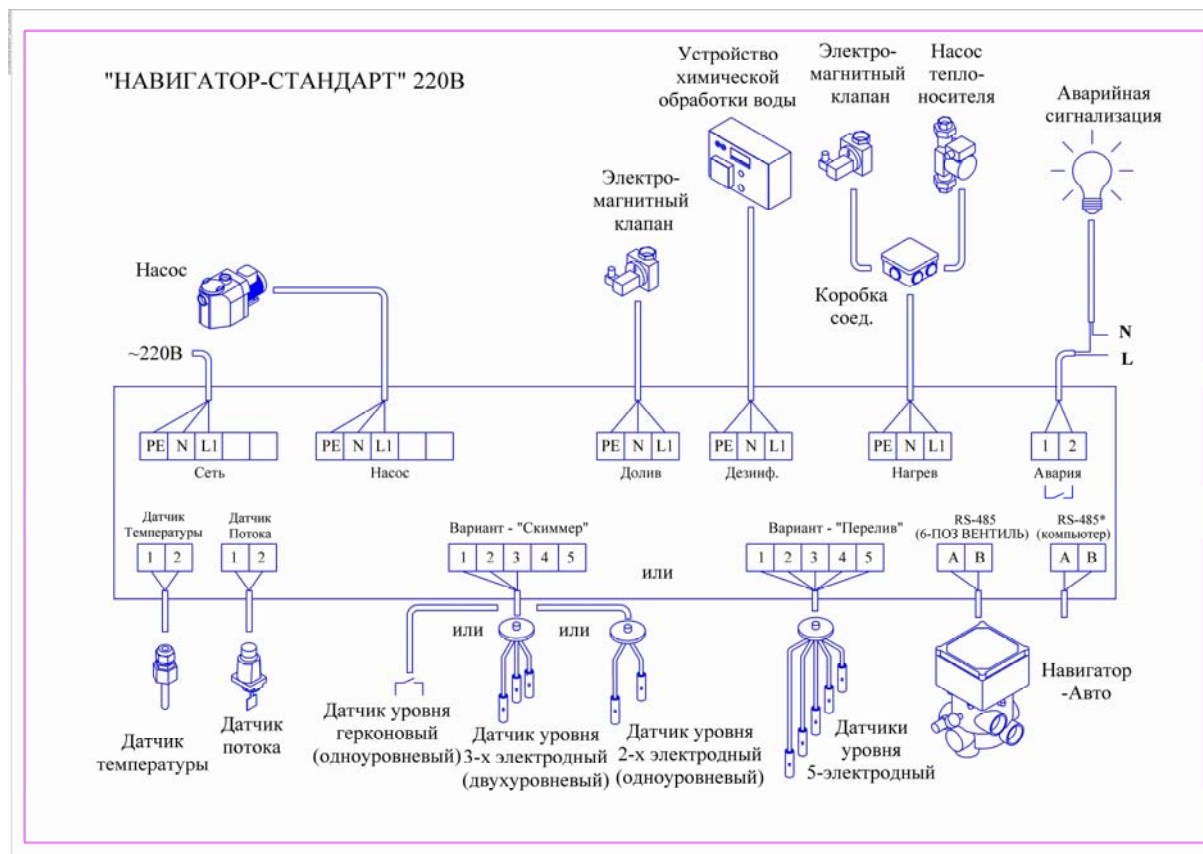 "НАВИГАТОР-СТАНДАРТ" 220В
Устройство
химической
обработки воды
Электро-
магнитный
клапан
Насос
тепло-
носителя
Аварийная
сигнализация
Электро-
магнитный
клапан
Насос
Коробка
соед.
~220В
N
L
PE N L1
Сеть
PE N L1
Насос
PE N L1
Долив
PE N L1
Дезинф.
PE N L1
Нагрев
1 2
Авария
Датчик
Температуры
1 2
Датчик
Потока
1 2
Вариант - "Скиммер"
1 2 3 4 5
или
Вариант - "Перелив"
1 2 3 4 5
RS-485
(6-ПОЗ ВЕНТИЛЬ)
A B
RS-485*
(компьютер)
A B
или
или
Датчик
температуры
Датчик
потока
Датчик уровня
герконовый
(одноуровневый)
Датчик уровня
3-х электродный
(двухуровневый)
Датчик уровня
2-х электродный
(одноуровневый)
Датчики
уровня
5-электродный
Навигатор
-Авто